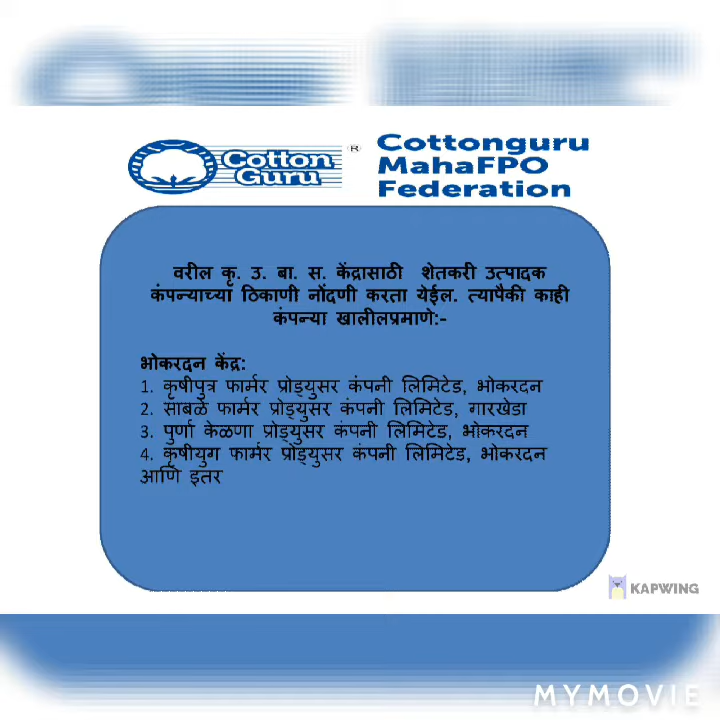 Cotton
Guru
®
Cottonguru
MahaFPO
Federation
वरील कृ. उ. बा. स. केंद्रासाठी शेतकरी उत्पादक
कंपन्याच्या ठिकाणी नोंदणी करता येईल. त्यापैकी काही
कंपन्या खालीलप्रमाणे:-
भोकरदन केंद्र:
1. कृषीपुत्र फार्मर प्रोड्युसर कंपनी लिमिटेड, भोकरदन
2. साबळे फार्मर प्रोड्युसर कंपनी लिमिटेड, गारखेडा
3. पुर्णा केळणा प्रोड्युसर कंपनी लिमिटेड, भोकरदन
4. कृषीयुग फार्मर प्रोड्युसर कंपनी लिमिटेड, भोकरदन
आणि इतर
KAPWING
MYMOVIE